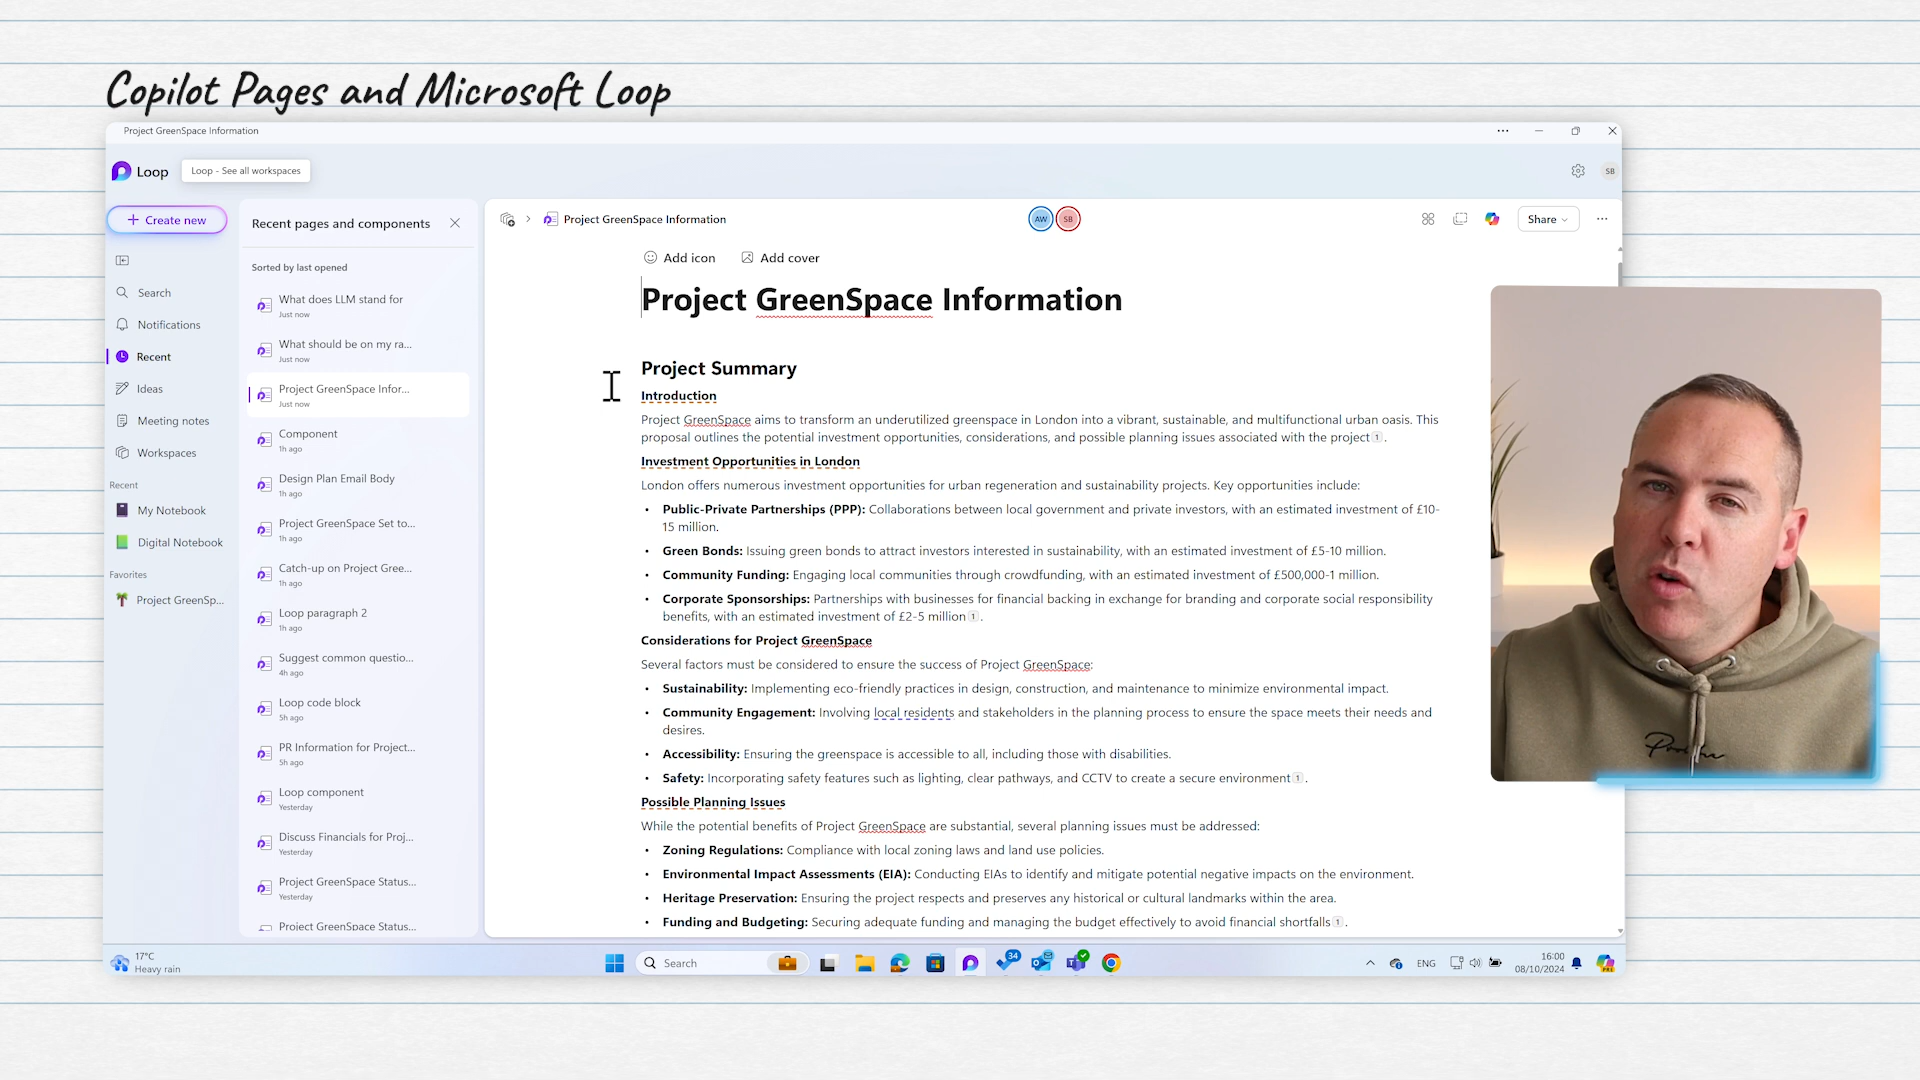 Copilot Pages and Microsoft Loop
Project GreenSpace Information
Loop
Loop - See all workspaces
SB
Create new
Search
Notifications
Recent
Ideas
Meeting notes
Workspaces
Recent
My Notebook
Digital Notebook
Favorites
Project GreenSp...
Recent pages and components
Sorted by last opened
What does LLM stand for
Just now
What should be on my ra...
Just now
Project GreenSpace Infor...
Just now
Component
1h ago
Design Plan Email Body
1h ago
Project GreenSpace Set to...
1h ago
Catch-up on Project Gree...
1h ago
Loop paragraph 2
1h ago
Suggest common questio...
4h ago
Loop code block
5h ago
PR Information for Project...
5h ago
Loop component
Yesterday
Discuss Financials for Proj...
Yesterday
Project GreenSpace Status...
Yesterday
Project GreenSpace Status...
Project GreenSpace Information
AW
SB
Share
Add icon
Add cover
Project GreenSpace Information
Project Summary
Introduction
Project GreenSpace aims to transform an underutilized greenspace in London into a vibrant, sustainable, and multifunctional urban oasis. This
proposal outlines the potential investment opportunities, considerations, and possible planning issues associated with the project 1 .
Investment Opportunities in London
London offers numerous investment opportunities for urban regeneration and sustainability projects. Key opportunities include:
• Public-Private Partnerships (PPP): Collaborations between local government and private investors, with an estimated investment of £10-
15 million.
• Green Bonds: Issuing green bonds to attract investors interested in sustainability, with an estimated investment of £5-10 million.
• Community Funding: Engaging local communities through crowdfunding, with an estimated investment of £500,000-1 million.
• Corporate Sponsorships: Partnerships with businesses for financial backing in exchange for branding and corporate social responsibility
benefits, with an estimated investment of £2-5 million 1 .
Considerations for Project GreenSpace
Several factors must be considered to ensure the success of Project GreenSpace:
• Sustainability: Implementing eco-friendly practices in design, construction, and maintenance to minimize environmental impact.
• Community Engagement: Involving local residents and stakeholders in the planning process to ensure the space meets their needs and
desires.
• Accessibility: Ensuring the greenspace is accessible to all, including those with disabilities.
• Safety: Incorporating safety features such as lighting, clear pathways, and CCTV to create a secure environment 1 .
Possible Planning Issues
While the potential benefits of Project GreenSpace are substantial, several planning issues must be addressed:
• Zoning Regulations: Compliance with local zoning laws and land use policies.
• Environmental Impact Assessments (EIA): Conducting EIAs to identify and mitigate potential negative impacts on the environment.
• Heritage Preservation: Ensuring the project respects and preserves any historical or cultural landmarks within the area.
• Funding and Budgeting: Securing adequate funding and managing the budget effectively to avoid financial shortfalls 1 .
17°C
Heavy rain
Search
34
ENG
16:00
08/10/2024